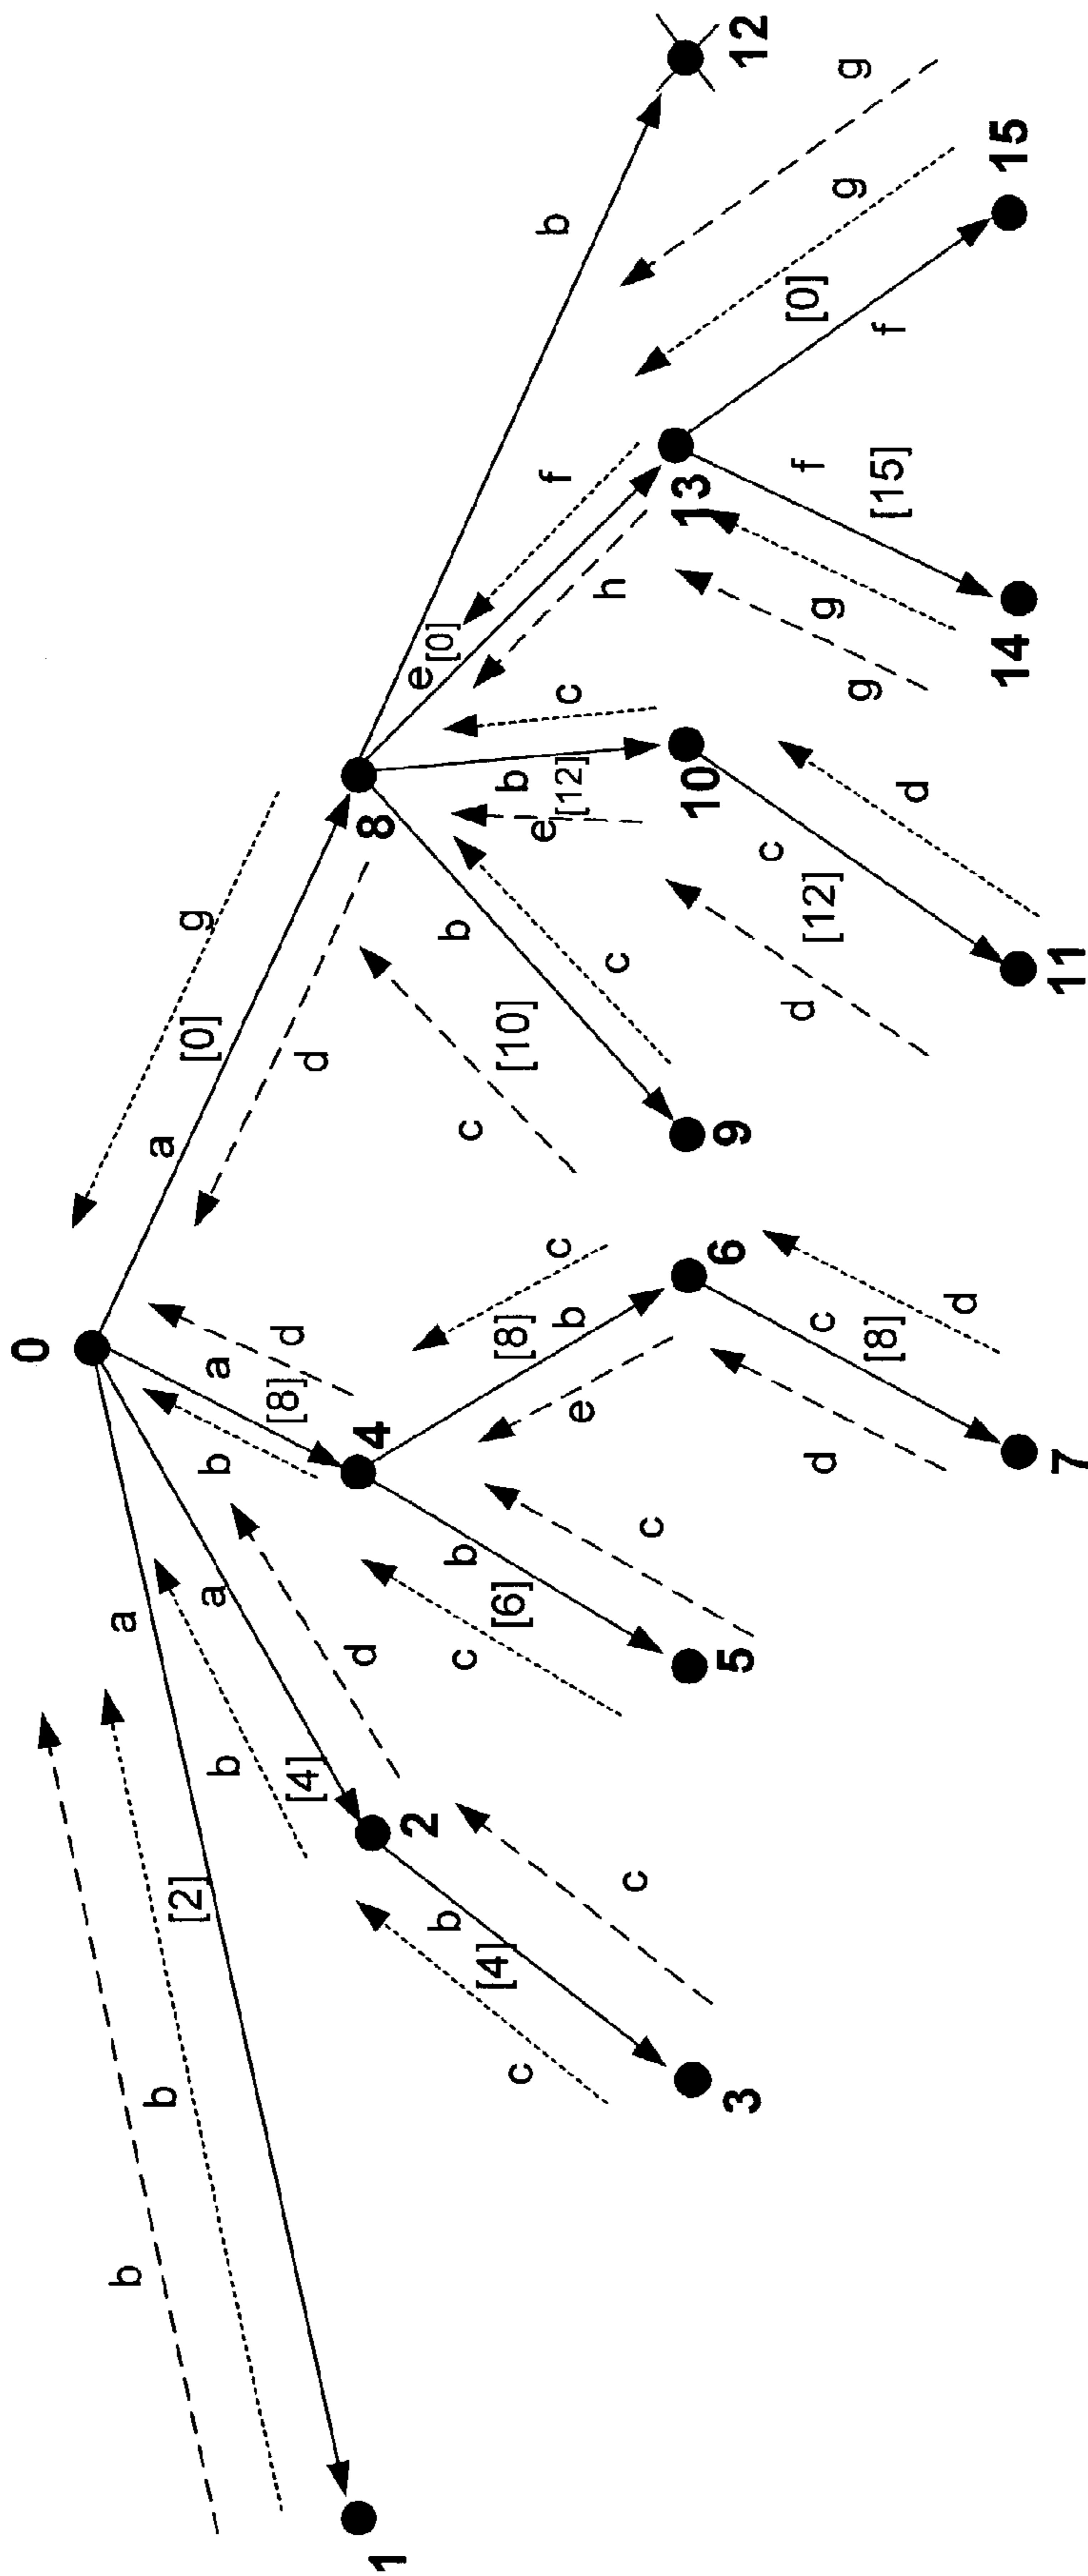 0
b b a a
[2] [0] g
b a b a
[4] d [8] d d
1 2 4 8
b b c b e [0] b
[4] c [6] [8] [10] b f
c e b c c e [12] c h
c c
3 5 6 9 10 13 12
d c d c g f [0] g g
[8] [12] g [15] f
d d
7 11 14 15